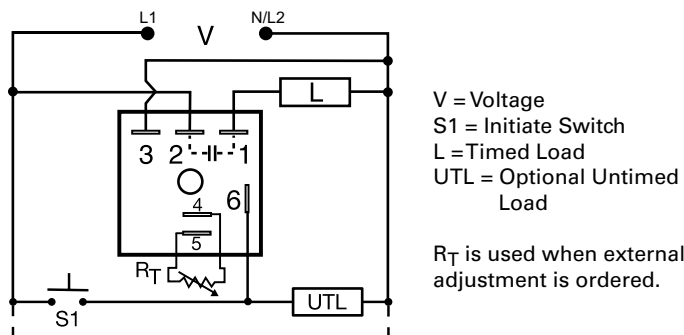 L1 V N/L2
L
3 2 1
4 6
5
RT
S1 UTL
V = Voltage
S1 = Initiate Switch
L = Timed Load
UTL = Optional Untimed
Load
RT is used when external
adjustment is ordered.